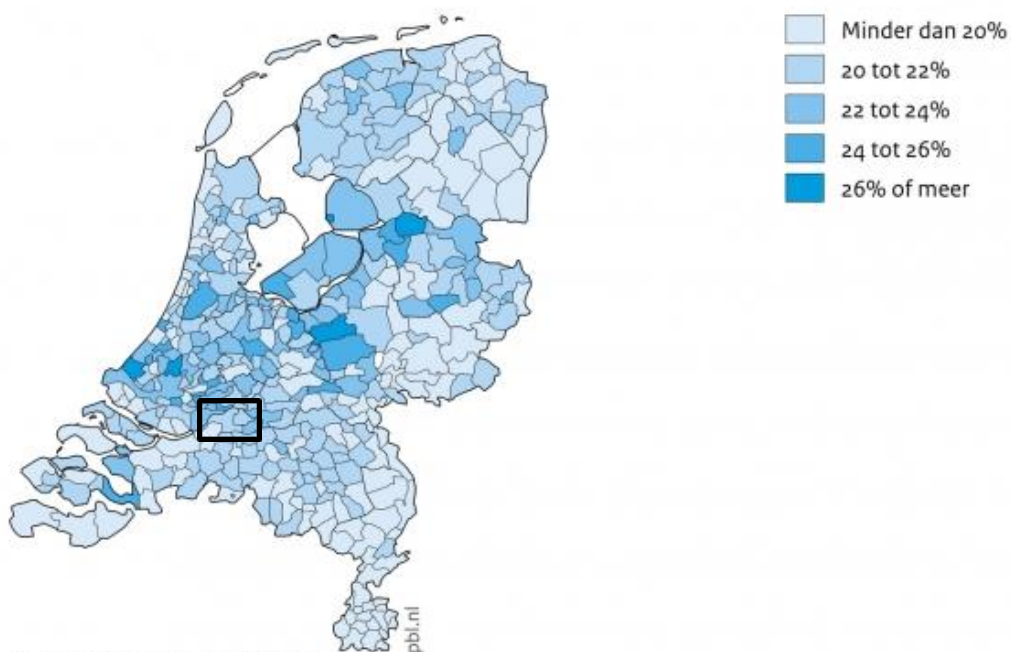 Minder dan 20%
20 tot 22%
22 tot 24%
24 tot 26%
26% of meer
pbl.nl